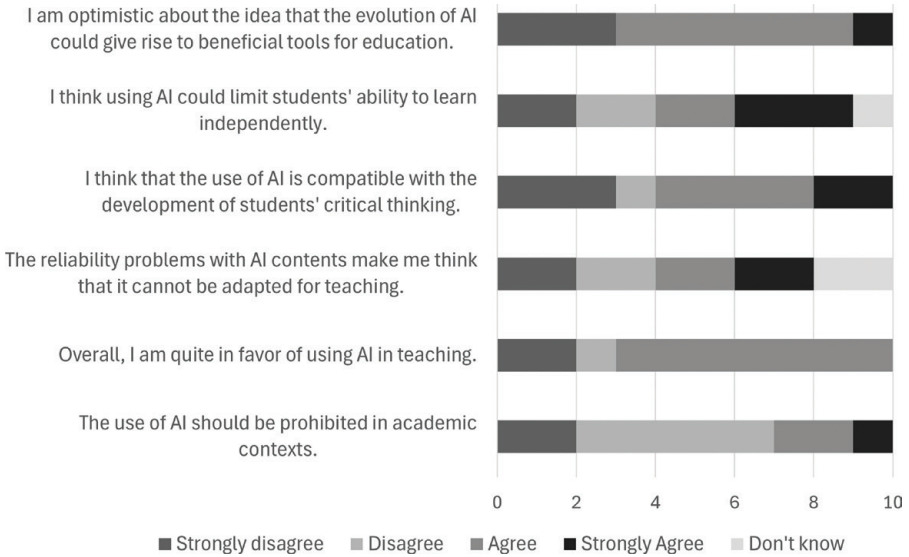 I am optimistic about the idea that the evolution of AI
could give rise to beneficial tools for education.
I think using AI could limit students' ability to learn
independently.
I think that the use of AI is compatible with the
development of students' critical thinking.
The reliability problems with AI contents make me think
that it cannot be adapted for teaching.
Overall, I am quite in favor of using AI in teaching.
The use of AI should be prohibited in academic
contexts.
0 2 4 6 8 10
Strongly disagree Disagree Agree Strongly Agree Don't know